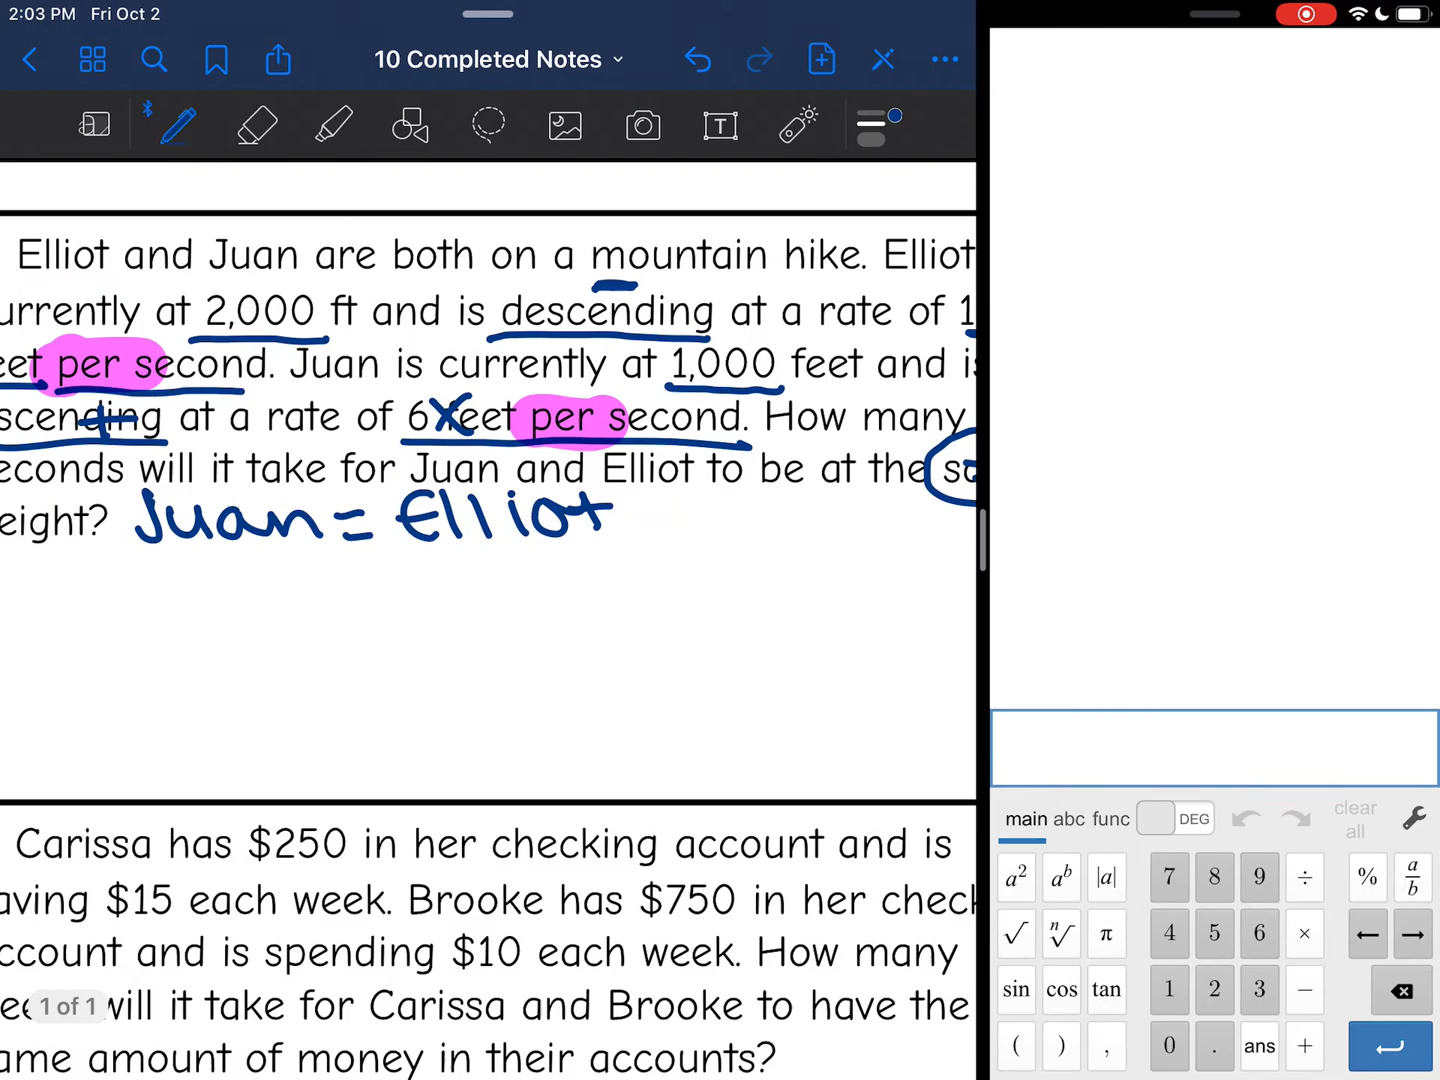 2:03 PM Fri Oct 2
10 Completed Notes
T
Elliot and Juan are both on a mountain hike. Elliot
urrently at 2,000 ft and is descending at a rate of 1
eet per second. Juan is currently at 1,000 feet and is
scending at a rate of 6 feet per second. How many
+ x
econds will it take for Juan and Elliot to be at the sa
eight? Juan = Elliot
Carissa has $250 in her checking account and is
aving $15 each week. Brooke has $750 in her check
ccount and is spending $10 each week. How many
ee will it take for Carissa and Brooke to have the
1 of 1
ame amount of money in their accounts?
main abc func DEG clear all
a² aᵇ |a| 7 8 9 ÷ % a/b
√ ⁿ√ π 4 5 6 × ← →
sin cos tan 1 2 3 −
( ) , 0 . ans +